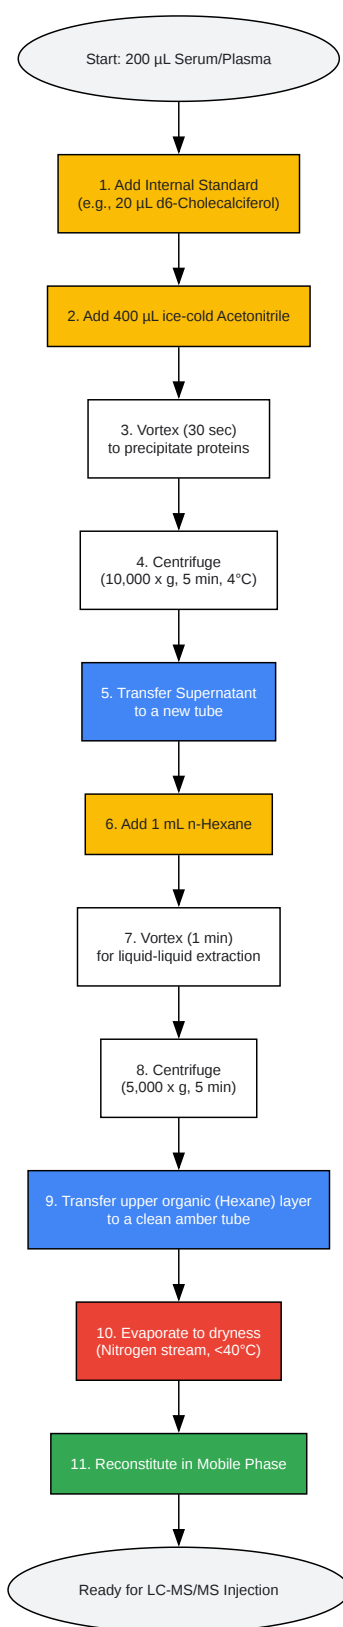 Start: 200 µL Serum/Plasma
1. Add Internal Standard
(e.g., 20 µL d6-Cholecalciferol)
2. Add 400 µL ice-cold Acetonitrile
3. Vortex (30 sec)
to precipitate proteins
4. Centrifuge
(10,000 x g, 5 min, 4°C)
5. Transfer Supernatant
to a new tube
6. Add 1 mL n-Hexane
7. Vortex (1 min)
for liquid-liquid extraction
8. Centrifuge
(5,000 x g, 5 min)
9. Transfer upper organic (Hexane) layer
to a clean amber tube
10. Evaporate to dryness
(Nitrogen stream, <40°C)
11. Reconstitute in Mobile Phase
Ready for LC-MS/MS Injection